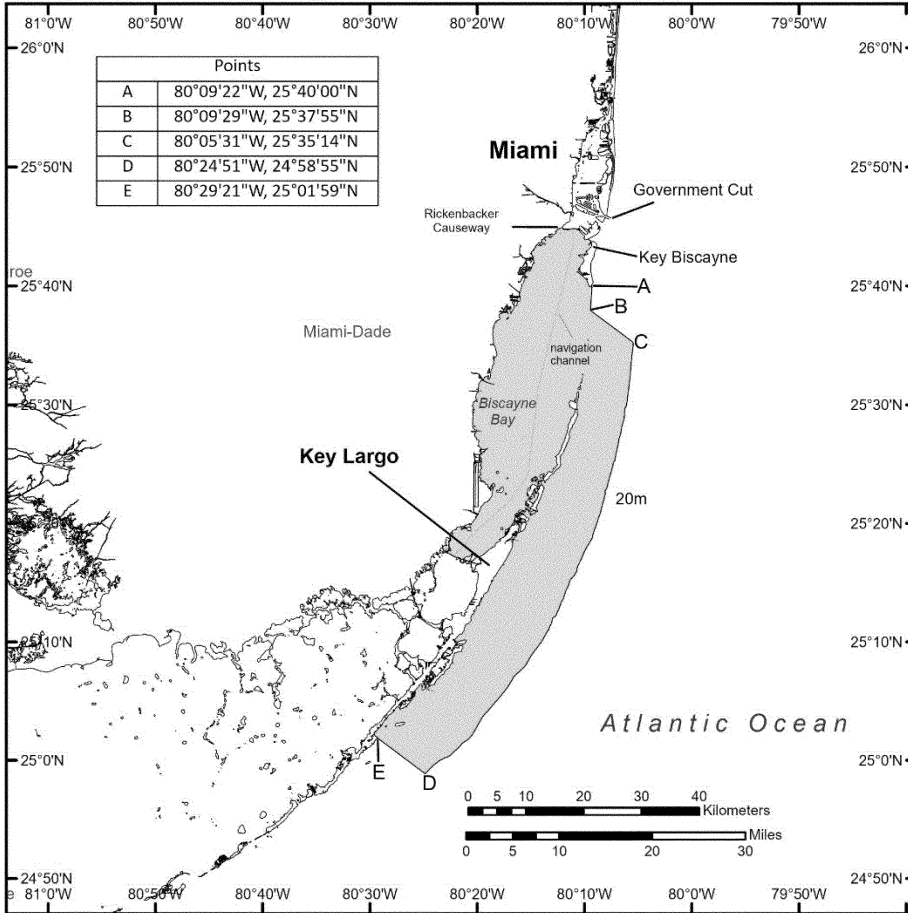 81°0'W 80°50'W 80°40'W 80°30'W 80°20'W 80°10'W 80°0'W 79°50'W
26°0'N 26°0'N
Points
A 80°09'22"W, 25°40'00"N
B 80°09'29"W, 25°37'55"N
C 80°05'31"W, 25°35'14"N
D 80°24'51"W, 24°58'55"N
E 80°29'21"W, 25°01'59"N
Miami
25°50'N 25°50'N
Government Cut
Rickenbacker
Causeway
Key Biscayne
roe
25°40'N A 25°40'N
B
Miami-Dade
C
navigation
channel
25°30'N Biscayne 25°30'N
Bay
Key Largo
20m
25°20'N 25°20'N
25°10'N 25°10'N
Atlantic Ocean
25°0'N 25°0'N
E D
0 5 10 20 30 40
Kilometers
Miles
0 5 10 20 30
24°50'N 24°50'N
e
81°0'W 80°50'W 80°40'W 80°30'W 80°20'W 80°10'W 80°0'W 79°50'W